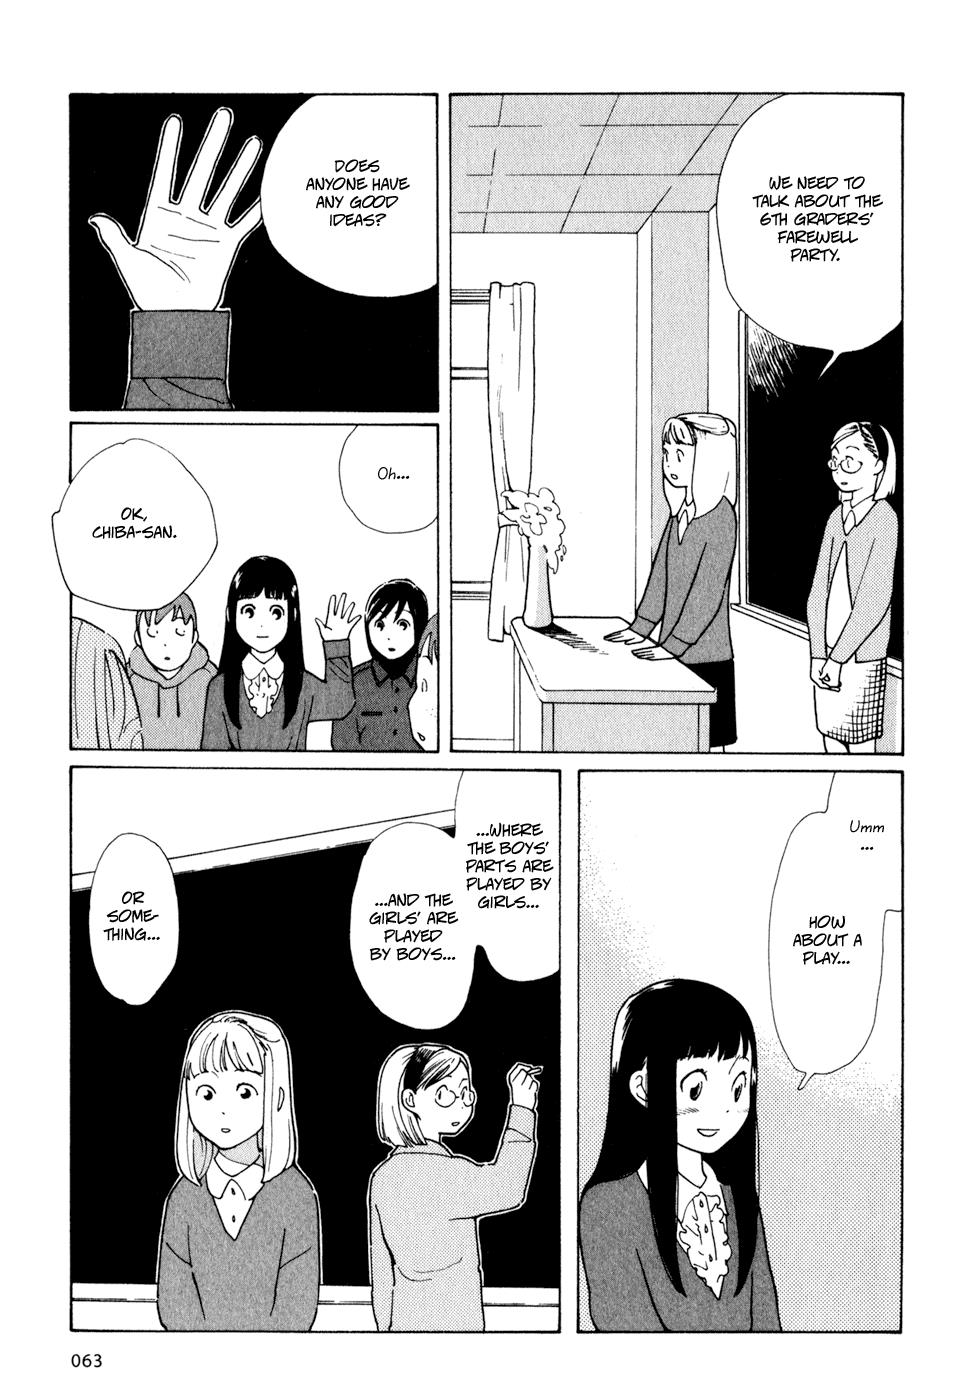 WE NEED TO
TALK ABOUT THE
6TH GRADERS'
FAREWELL
PARTY.
DOES
ANYONE HAVE
ANY GOOD
IDEAS?
Oh...
OK,
CHIBA-SAN.
Umm
...
HOW
ABOUT A
PLAY...
...WHERE
THE BOYS'
PARTS ARE
PLAYED BY
GIRLS...
...AND THE
GIRLS' ARE
PLAYED
BY BOYS...
OR
SOME-
THING...
063